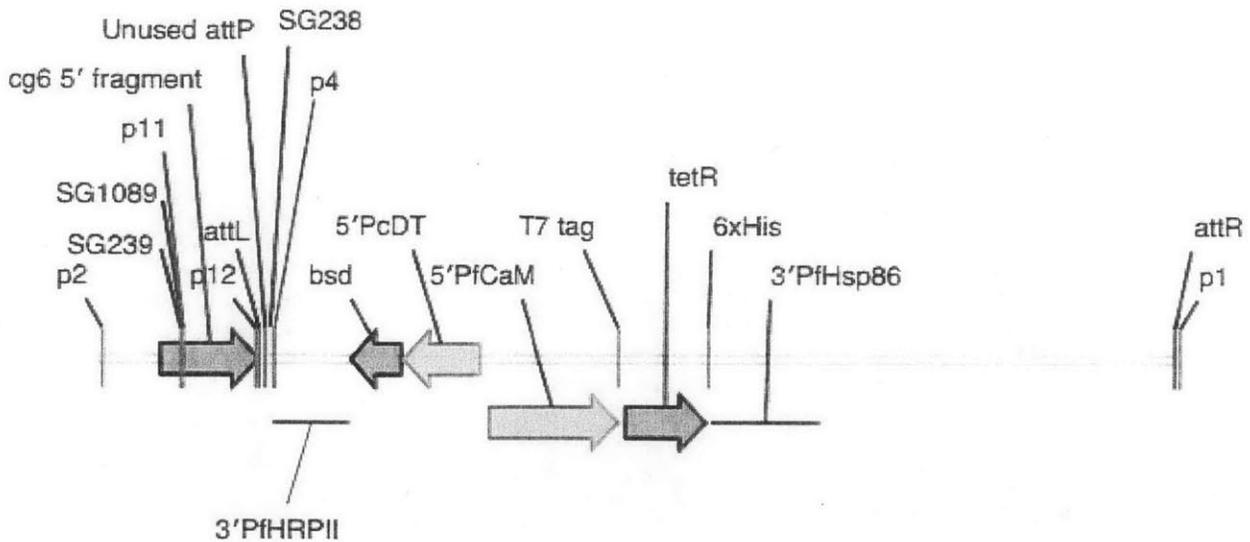 Unused attP
SG238
cg6 5′ fragment
p4
p11
SG1089
SG239
attL
5′PcDT
T7 tag
tetR
6xHis
attR
p2
p12
bsd
5′PfCaM
3′PfHsp86
p1
3′PfHRPII